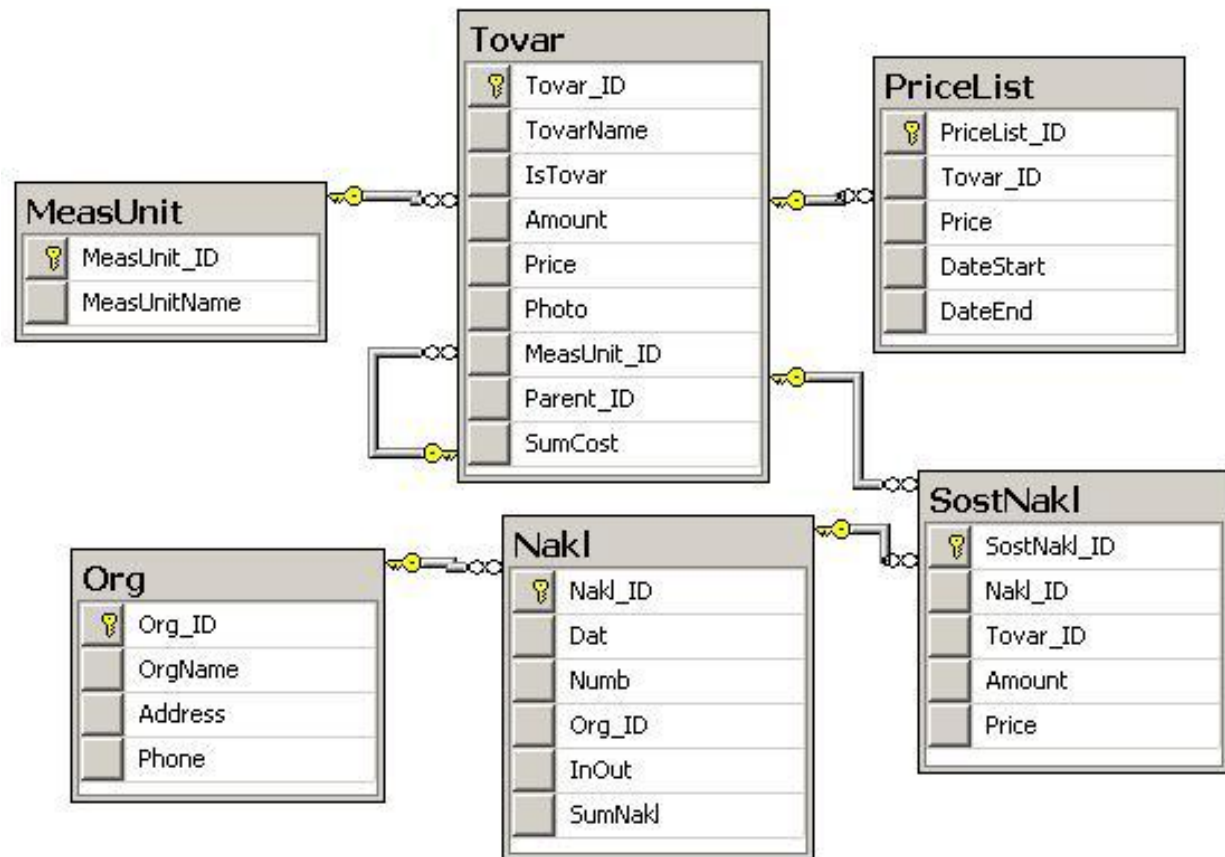 MeasUnit
MeasUnit_ID
MeasUnitName
Tovar
Tovar_ID
TovarName
IsTovar
Amount
Price
Photo
MeasUnit_ID
Parent_ID
SumCost
PriceList
PriceList_ID
Tovar_ID
Price
DateStart
DateEnd
Org
Org_ID
OrgName
Address
Phone
Nakl
Nakl_ID
Dat
Numb
Org_ID
InOut
SumNakl
SostNakl
SostNakl_ID
Nakl_ID
Tovar_ID
Amount
Price